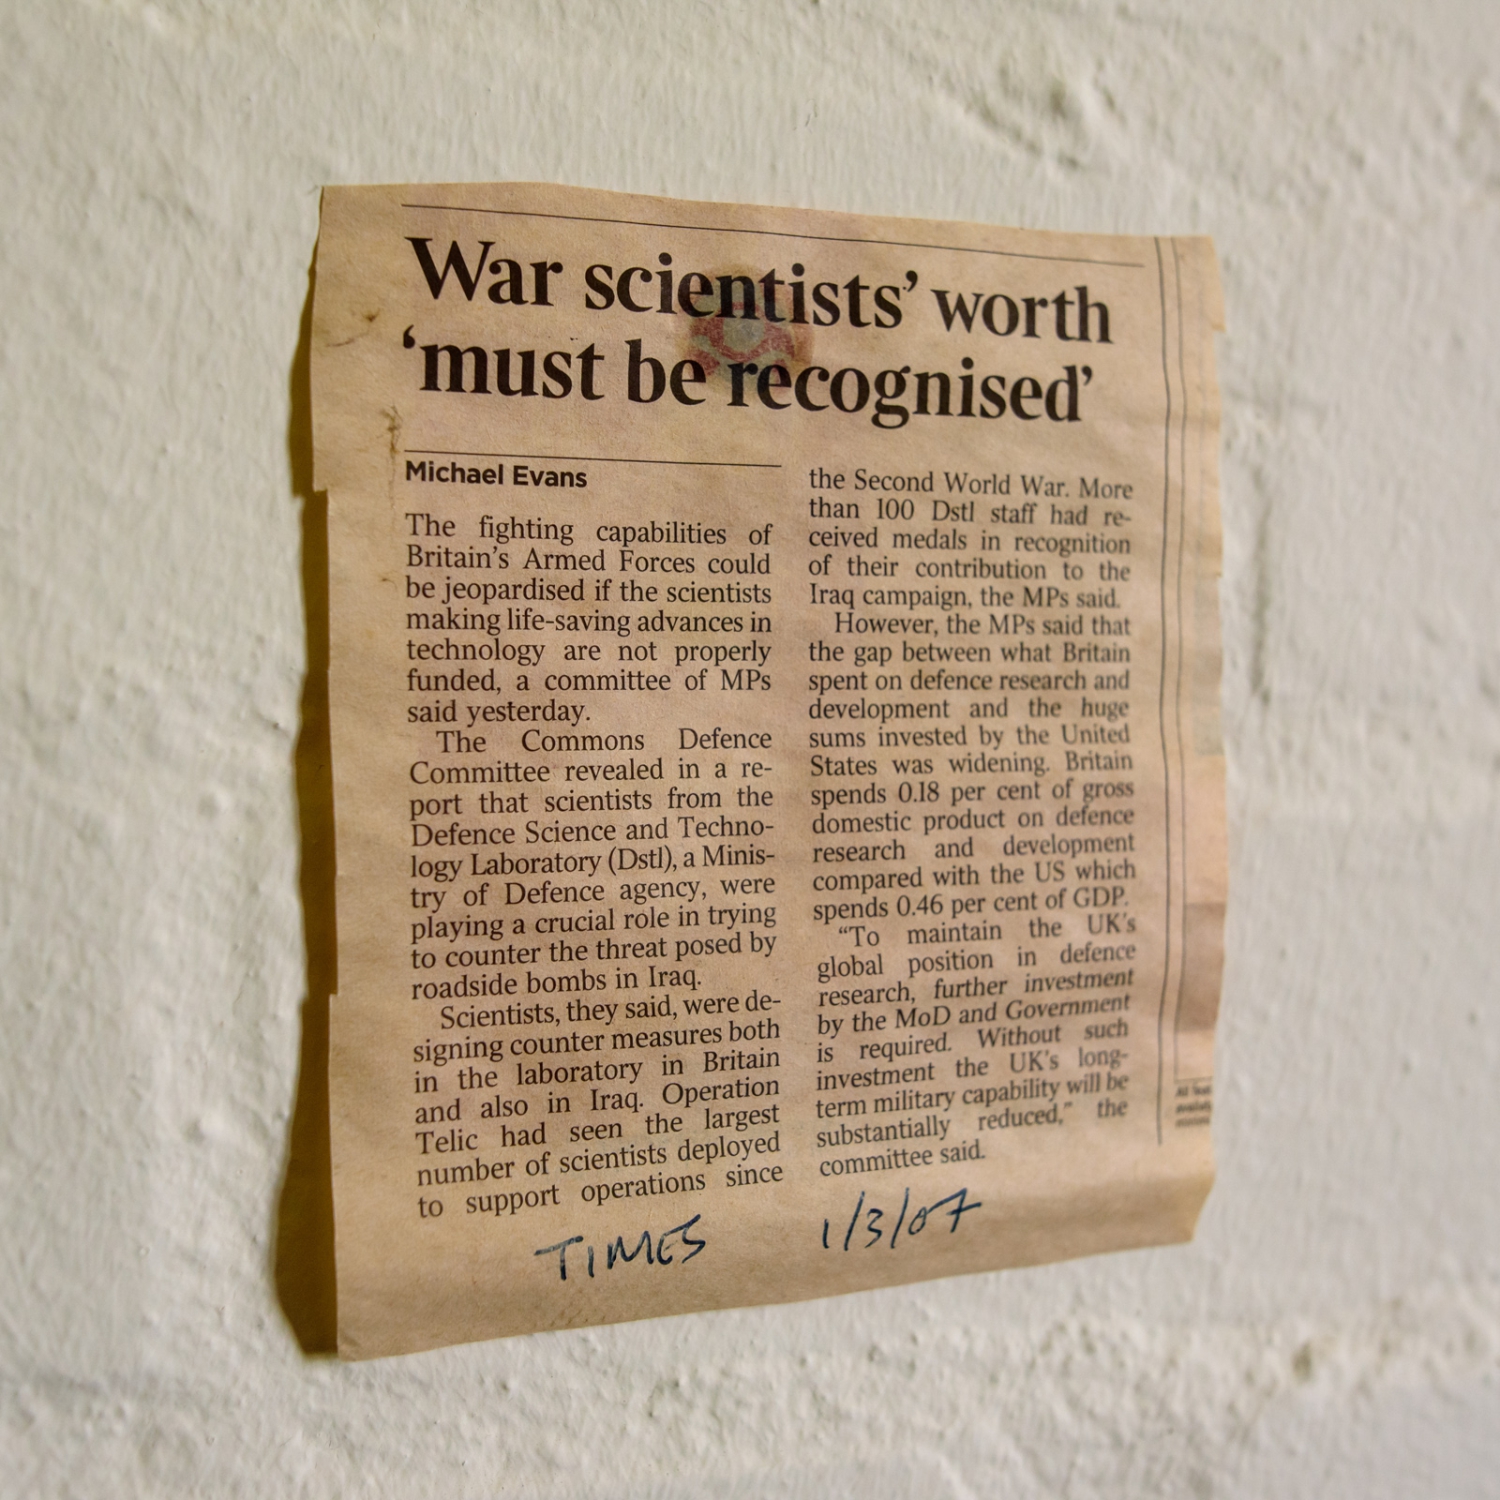 War scientists’ worth
‘must be recognised’
Michael Evans
The fighting capabilities of
Britain’s Armed Forces could
be jeopardised if the scientists
making life-saving advances in
technology are not properly
funded, a committee of MPs
said yesterday.
The Commons Defence
Committee revealed in a re-
port that scientists from the
Defence Science and Techno-
logy Laboratory (Dstl), a Minis-
try of Defence agency, were
playing a crucial role in trying
to counter the threat posed by
roadside bombs in Iraq.
Scientists, they said, were de-
signing counter measures both
in the laboratory in Britain
and also in Iraq. Operation
Telic had seen the largest
number of scientists deployed
to support operations since
the Second World War. More
than 100 Dstl staff had re-
ceived medals in recognition
of their contribution to the
Iraq campaign, the MPs said.
However, the MPs said that
the gap between what Britain
spent on defence research and
development and the huge
sums invested by the United
States was widening. Britain
spends 0.18 per cent of gross
domestic product on defence
research and development
compared with the US which
spends 0.46 per cent of GDP.
“To maintain the UK’s
global position in defence
research, further investment
by the MoD and Government
is required. Without such
investment the UK’s long-
term military capability will be
substantially reduced,” the
committee said.
TIMES 1/3/07